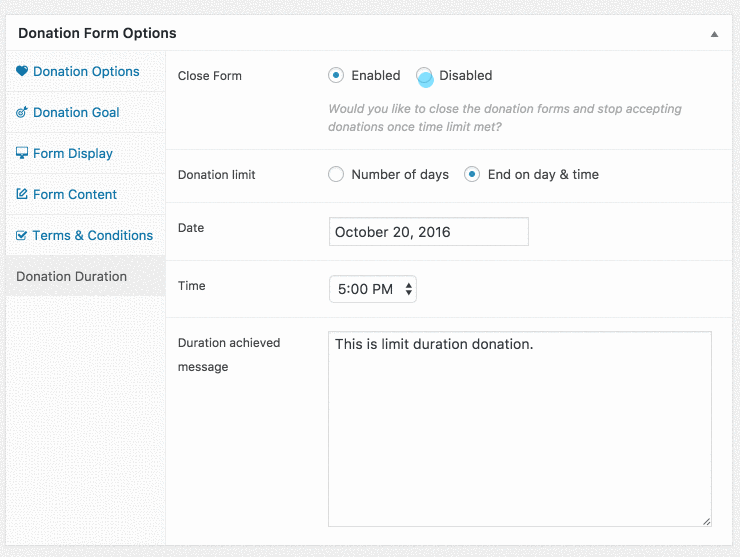 Donation Form Options
Donation Options
Donation Goal
Form Display
Form Content
Terms & Conditions
Donation Duration
Close Form
Enabled
Disabled
Would you like to close the donation forms and stop accepting
donations once time limit met?
Donation limit
Number of days
End on day & time
Date
October 20, 2016
Time
5:00 PM
Duration achieved
message
This is limit duration donation.